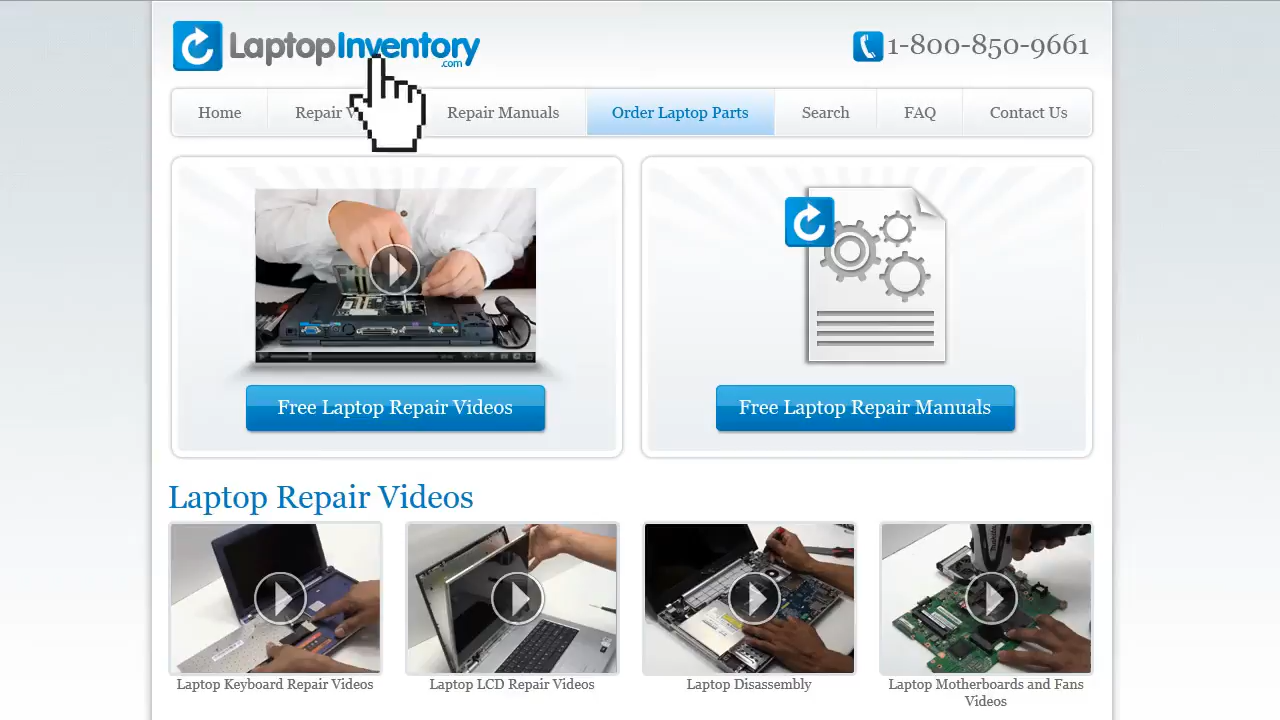 LaptopInventory
.com
1-800-850-9661
Home
Repair V
Repair Manuals
Order Laptop Parts
Search
FAQ
Contact Us
Free Laptop Repair Videos
Free Laptop Repair Manuals
Laptop Repair Videos
Laptop Keyboard Repair Videos
Laptop LCD Repair Videos
Laptop Disassembly
Laptop Motherboards and Fans
Videos